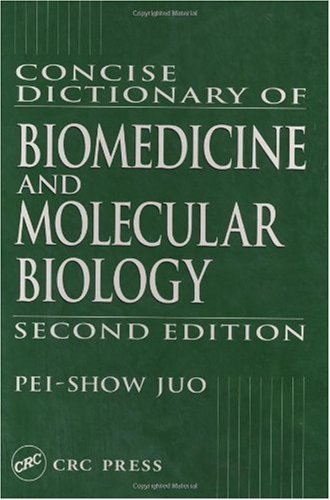 CONCISE
DICTIONARY OF
BIOMEDICINE
AND
MOLECULAR
BIOLOGY
SECOND EDITION
PEI-SHOW JUO
CRC
CRC PRESS